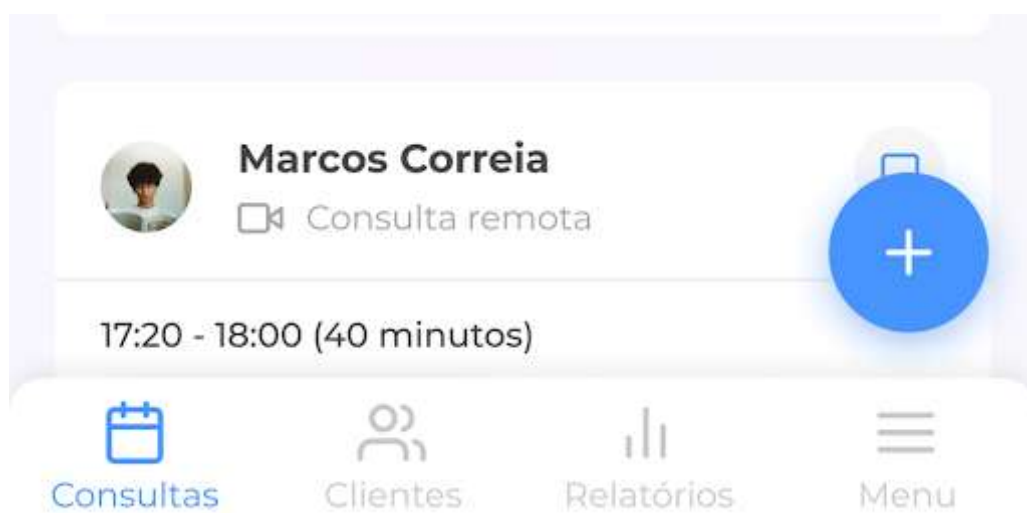 Marcos Correia
Consulta remota
17:20 - 18:00 (40 minutos)
Consultas Clientes Relatórios Menu